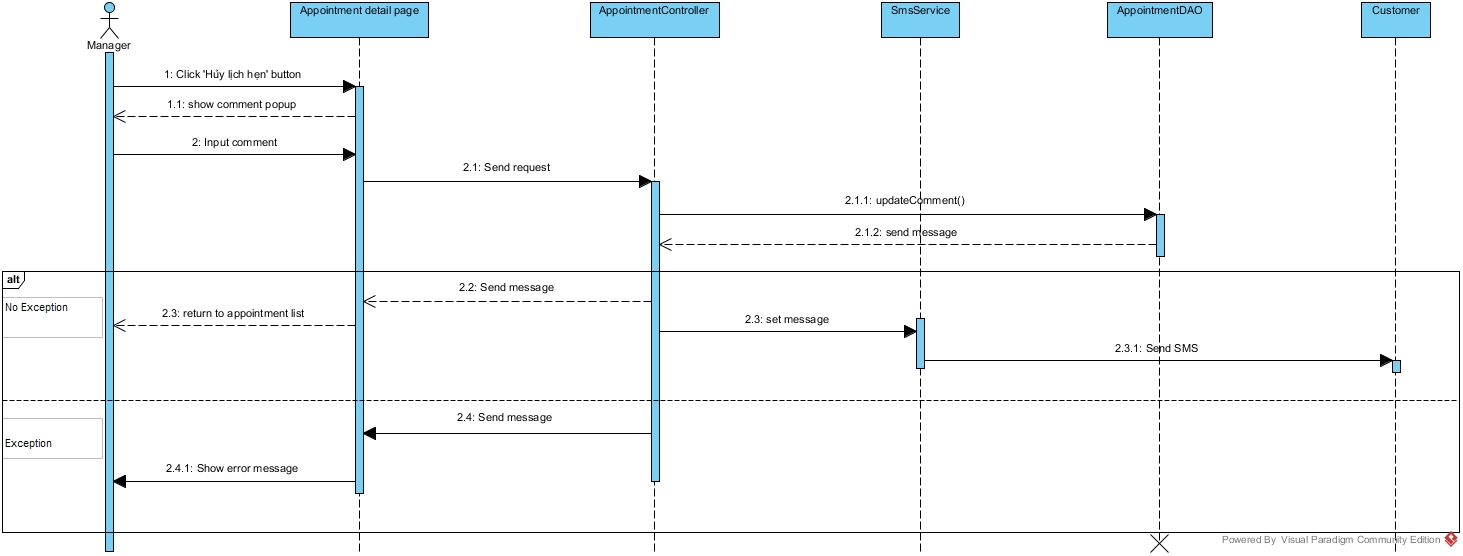 Manager
Appointment detail page
AppointmentController
SmsService
AppointmentDAO
Customer
1: Click 'Hủy lịch hẹn' button
1.1: show comment popup
2: Input comment
2.1: Send request
2.1.1: updateComment()
2.1.2: send message
alt
No Exception
2.2: Send message
2.3: return to appointment list
2.3: set message
2.3.1: Send SMS
Exception
2.4: Send message
2.4.1: Show error message
Powered By Visual Paradigm Community Edition